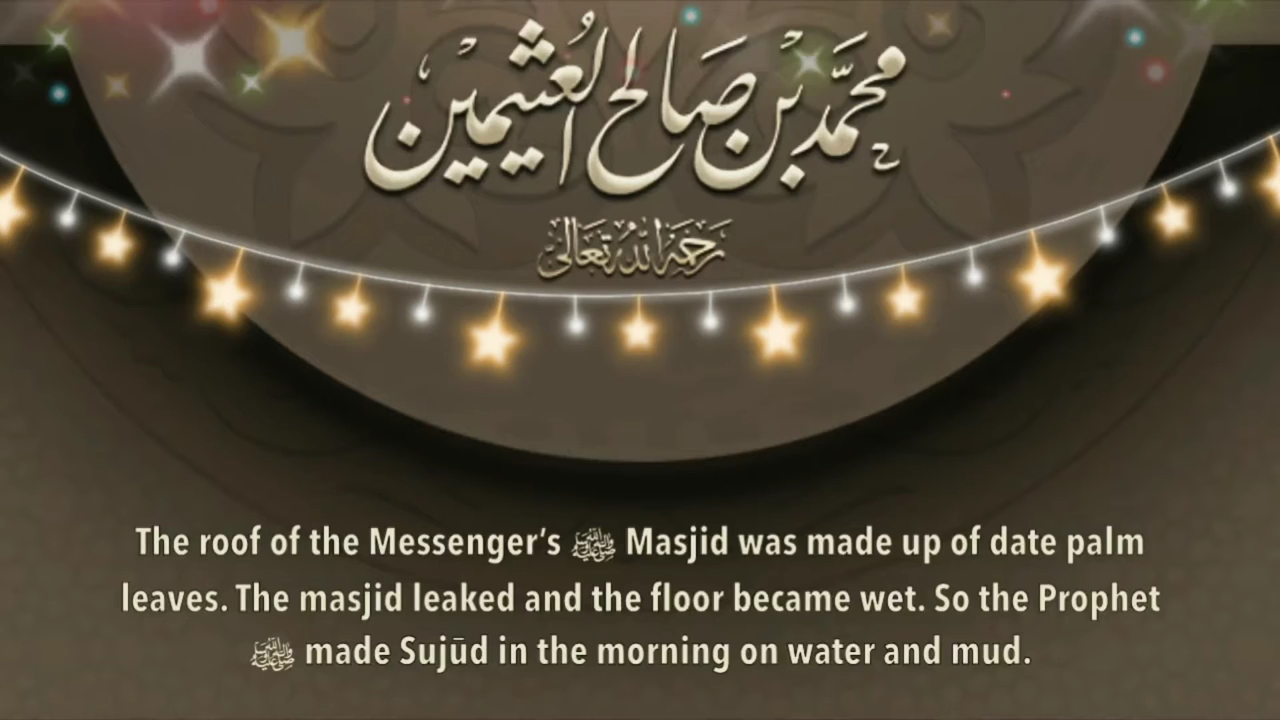 محمد بن صالح العثيمين
رحمه الله تعالى
The roof of the Messenger’s ﷺ Masjid was made up of date palm
leaves. The masjid leaked and the floor became wet. So the Prophet
ﷺ made Sujūd in the morning on water and mud.